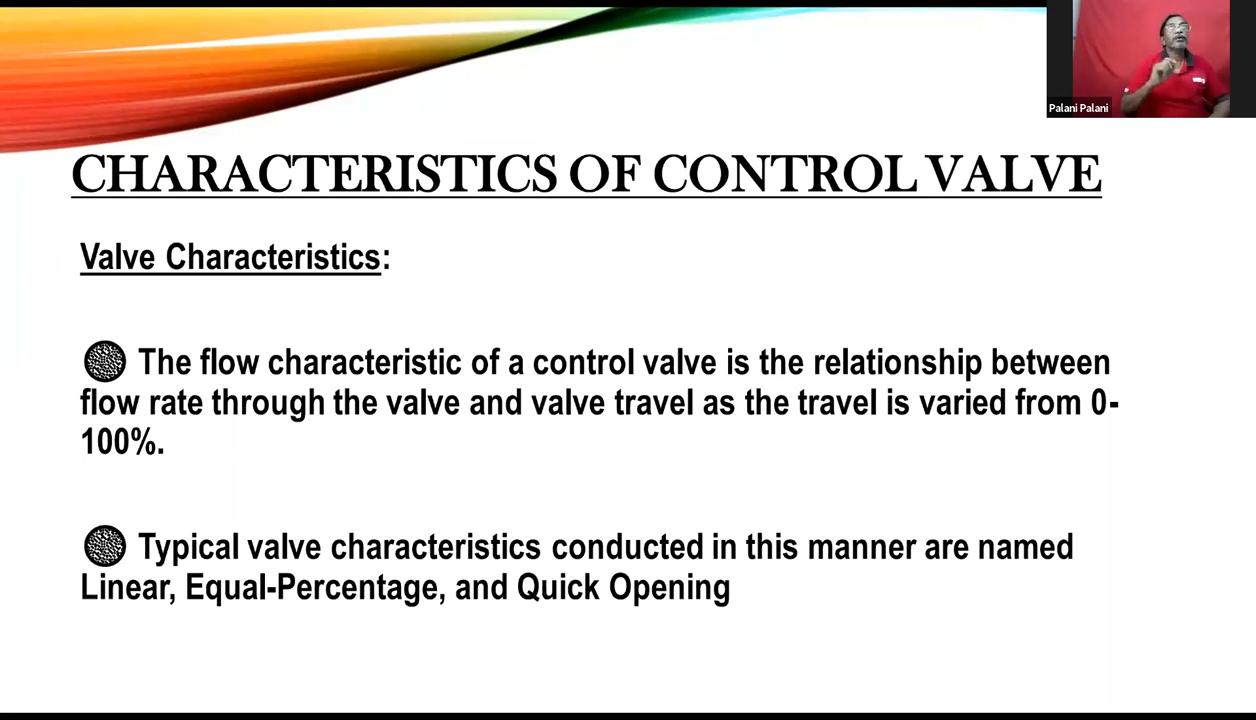 Palani Palani
CHARACTERISTICS OF CONTROL VALVE
Valve Characteristics:
The flow characteristic of a control valve is the relationship between
flow rate through the valve and valve travel as the travel is varied from 0-
100%.
Typical valve characteristics conducted in this manner are named
Linear, Equal-Percentage, and Quick Opening